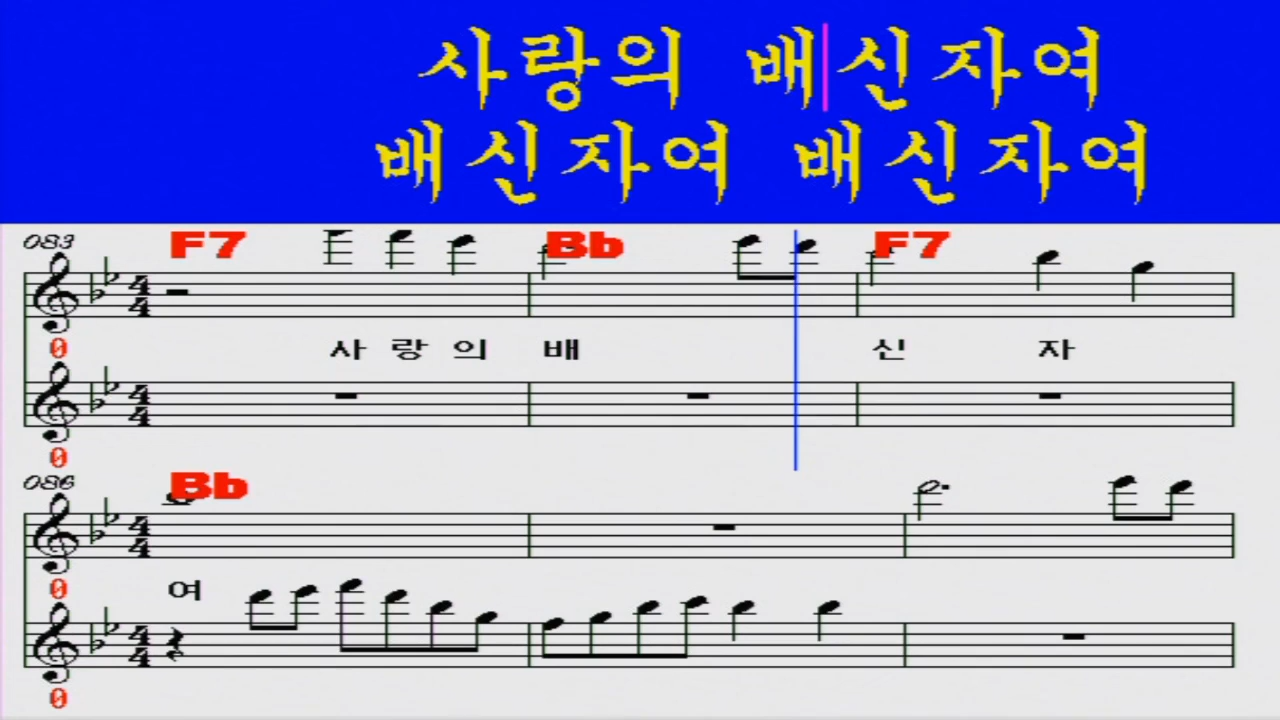 사랑의 배신자여
배신자여 배신자여
083 F7 Bb F7
0 사 랑 의 배 신 자
0
086 Bb
0 여
0